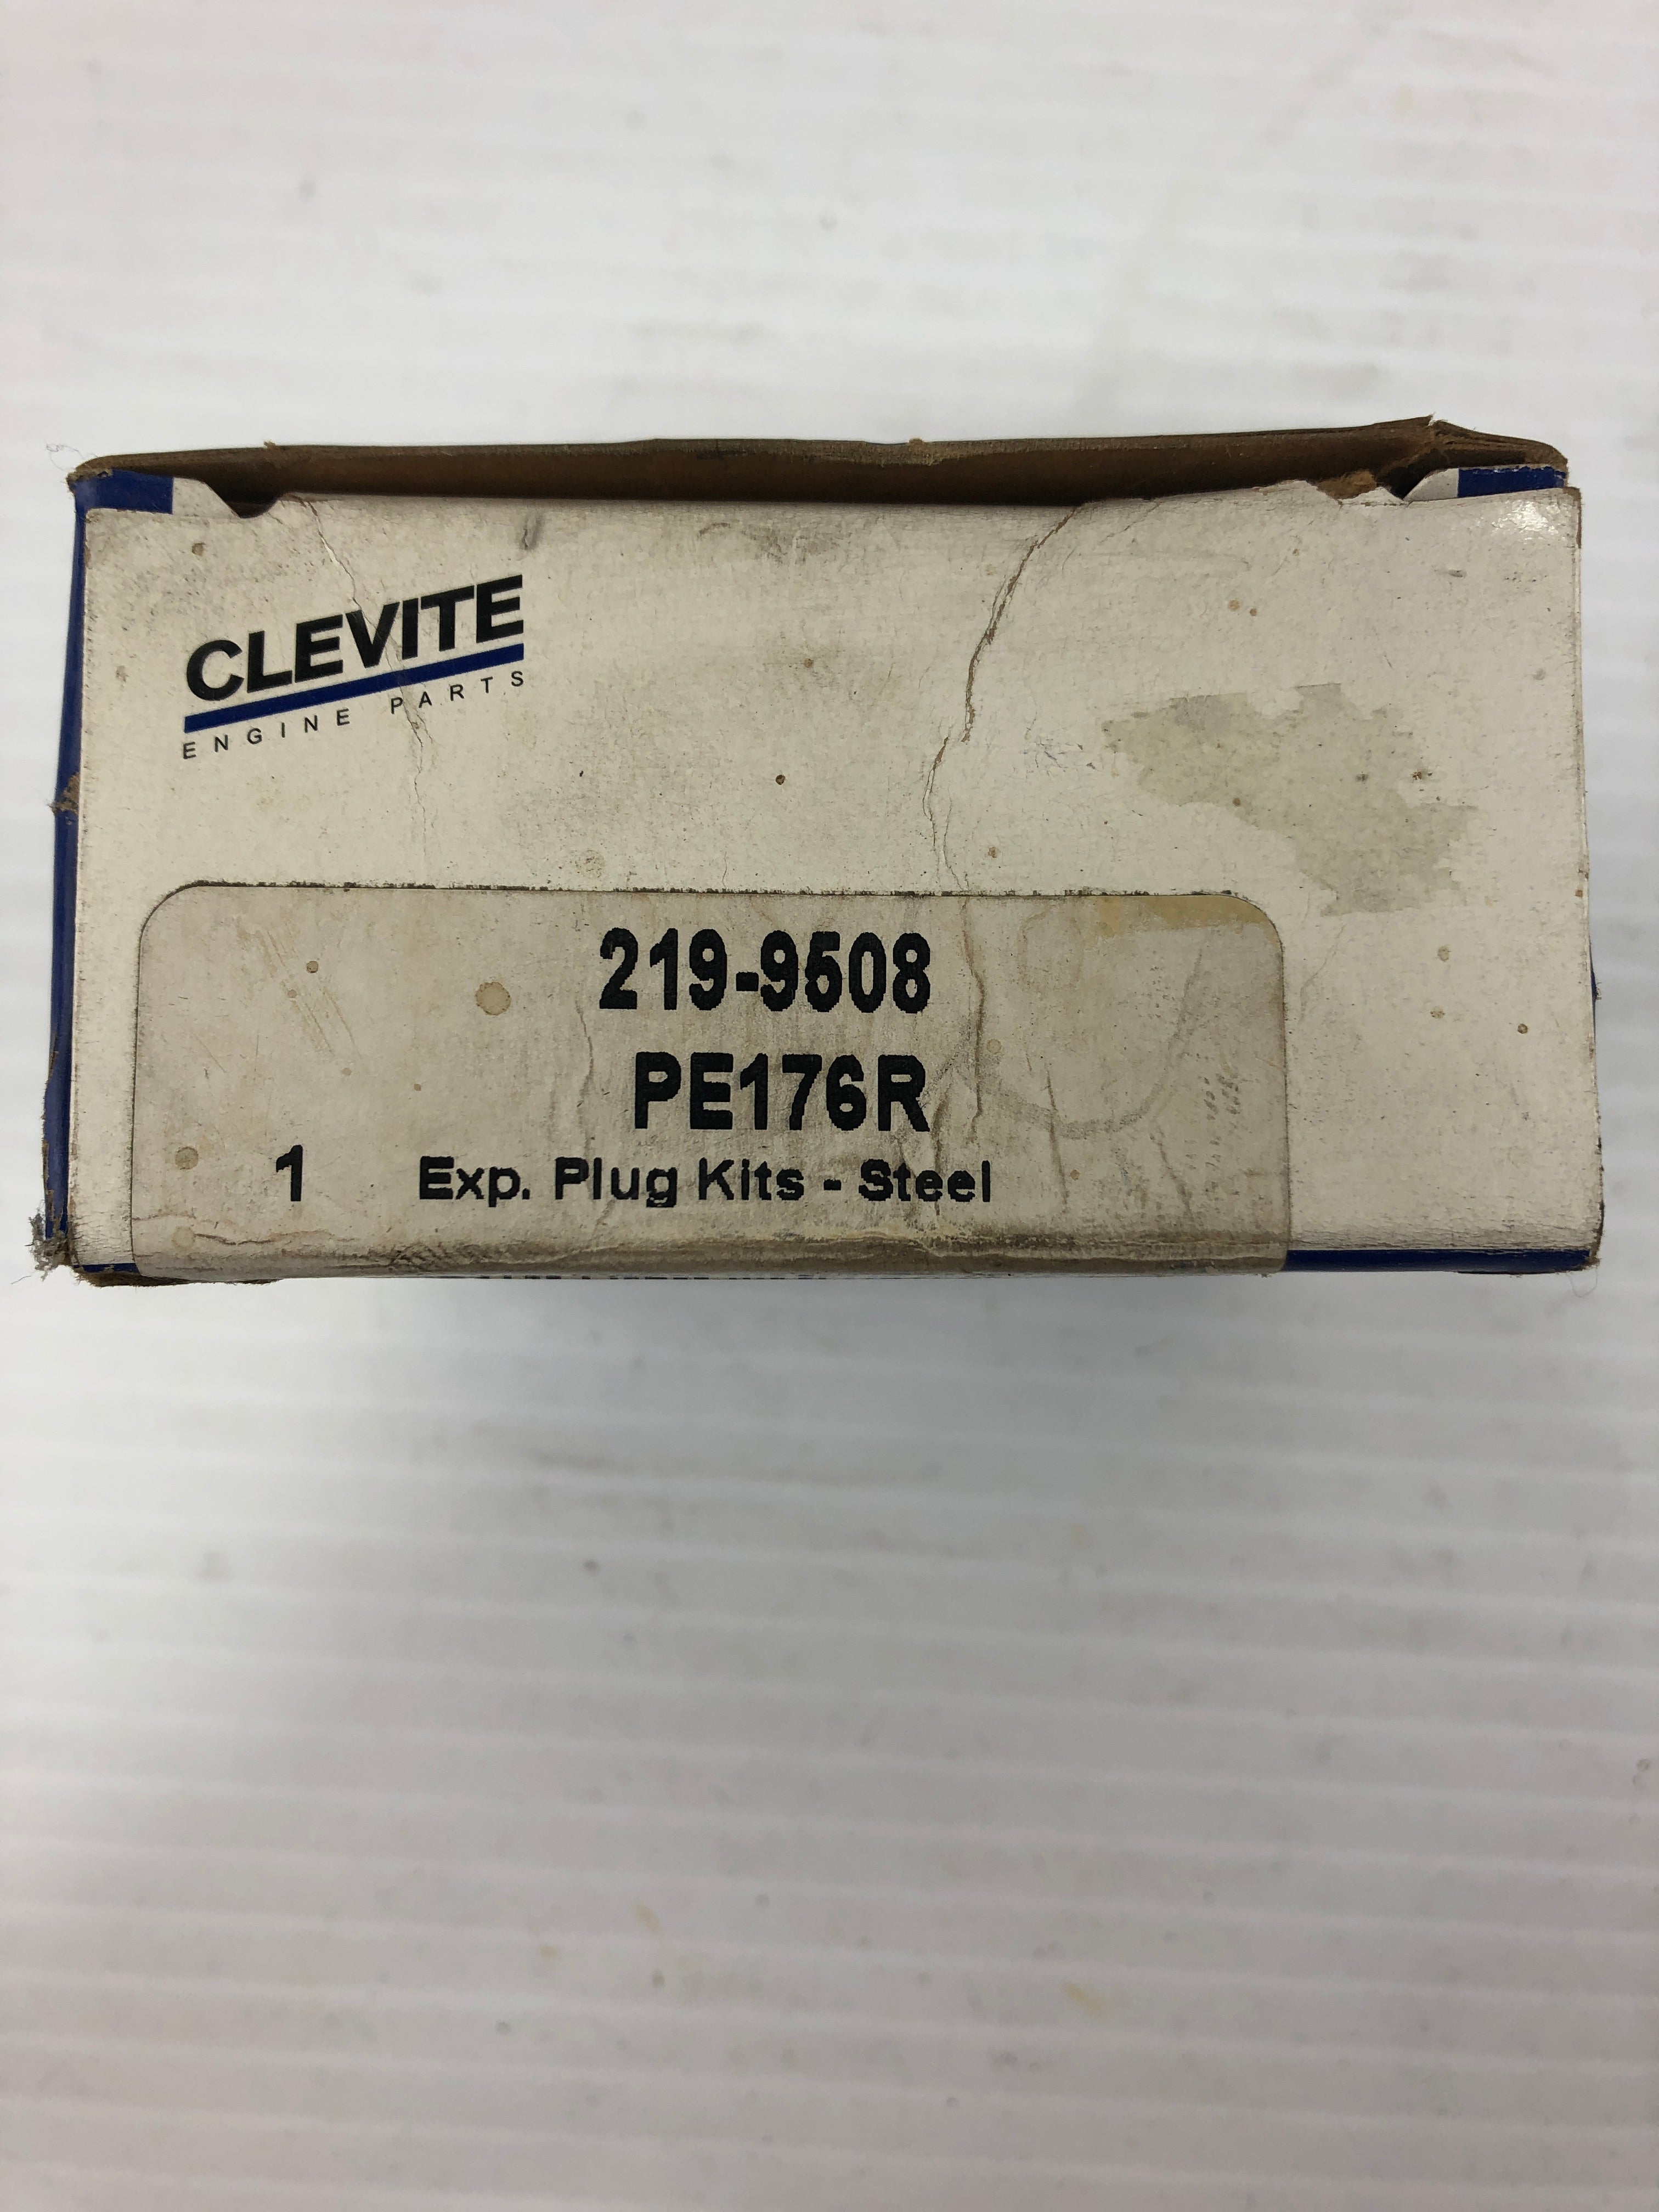 CLEVITE
ENGINE PARTS
219-9508
PE176R
1 Exp. Plug Kits - Steel